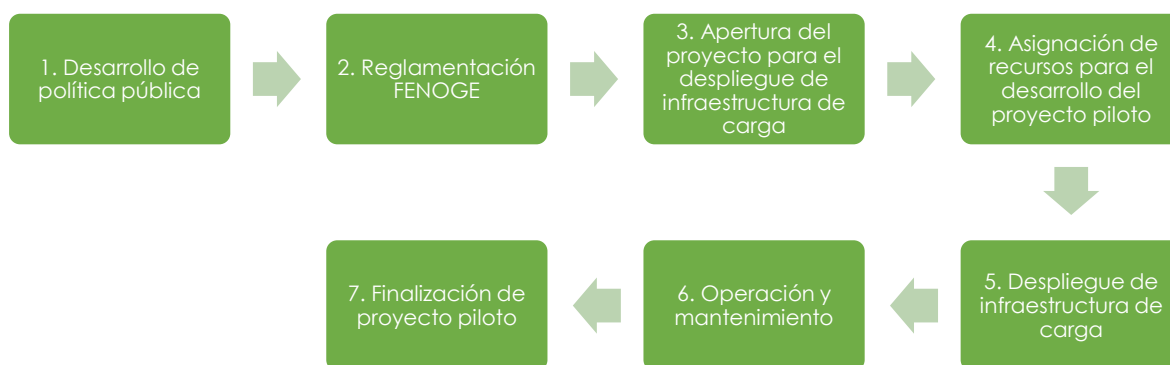 1. Desarrollo de
política pública
2. Reglamentación
FENOGE
3. Apertura del
proyecto para el
despliegue de
infraestructura de
carga
4. Asignación de
recursos para el
desarrollo del
proyecto piloto
5. Despliegue de
infraestructura de
carga
6. Operación y
mantenimiento
7. Finalización de
proyecto piloto